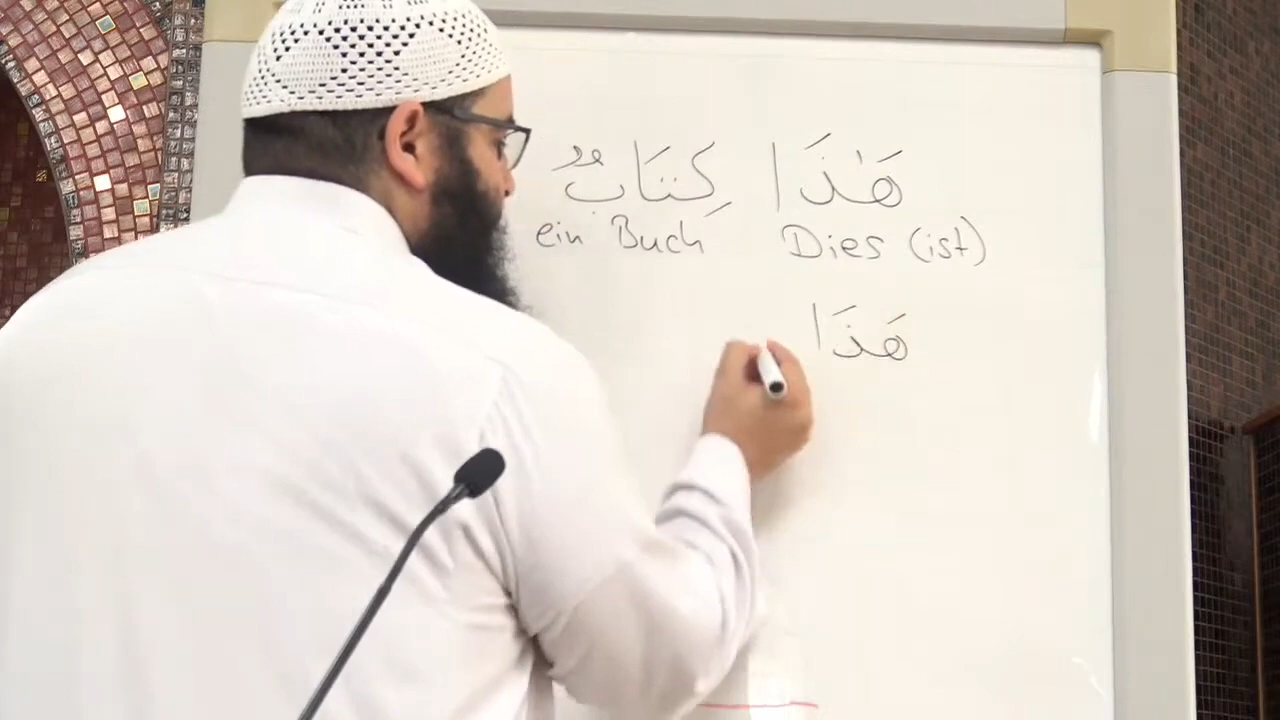 هَٰذَا كِتَابٌ
ein Buch Dies (ist)
هَذَا